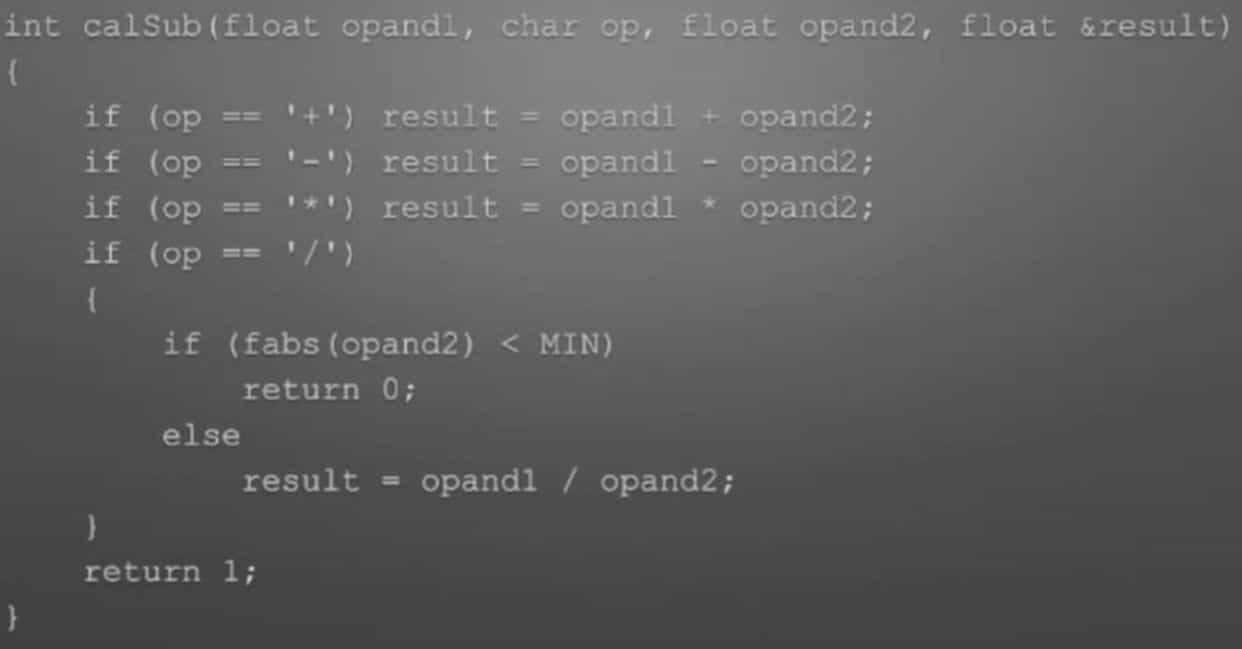 int calSub(float opand1, char op, float opand2, float &result)
{
    if (op == '+') result = opand1 + opand2;
    if (op == '-') result = opand1 - opand2;
    if (op == '*') result = opand1 * opand2;
    if (op == '/')
    {
        if (fabs(opand2) < MIN)
            return 0;
        else
            result = opand1 / opand2;
    }
    return 1;
}